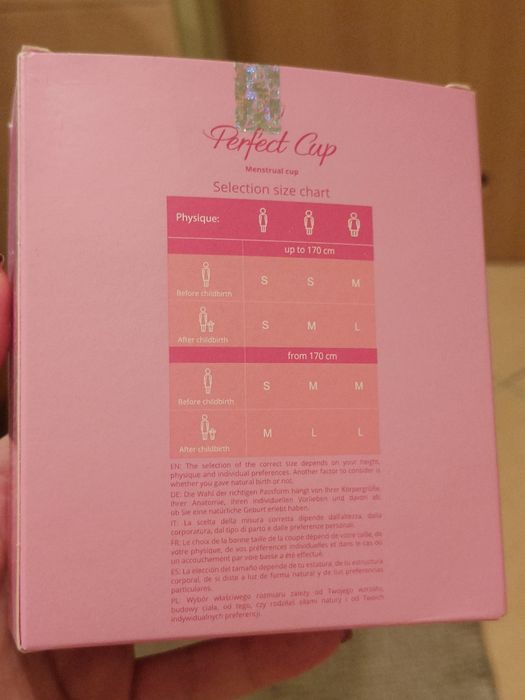 Perfect Cup
Menstrual cup
Selection size chart
Physique:
up to 170 cm
Before childbirth S S M
After childbirth S M L
from 170 cm
Before childbirth S M M
After childbirth M L L
EN: The selection of the correct size depends on your height,
physique and individual preferences. Another factor to consider is
whether you gave natural birth or not.
DE: Die Wahl der richtigen Passform hängt von Ihrer Körpergröße,
Ihrer Anatomie, Ihren individuellen Vorlieben und davon ab,
ob Sie eine natürliche Geburt erlebt haben.
IT: La scelta della misura corretta dipende dall'altezza, dalla
corporatura, dal tipo di parto e dalle preferenze personali.
FR: Le choix de la bonne taille de la coupe dépend de votre taille, de
votre physique, de vos préférences individuelles et dans le cas où
un accouchement par voie basse a été effectué.
ES: La elección del tamaño depende de tu estatura, de tu estructura
corporal, de si dista a luz de forma natural y de tus preferencias
particulares.
PL: Wybór właściwego rozmiaru zależy od Twojego wzrostu,
budowy ciała, od tego, czy rodziłaś siłami natury i od Twoich
indywidualnych preferencji.